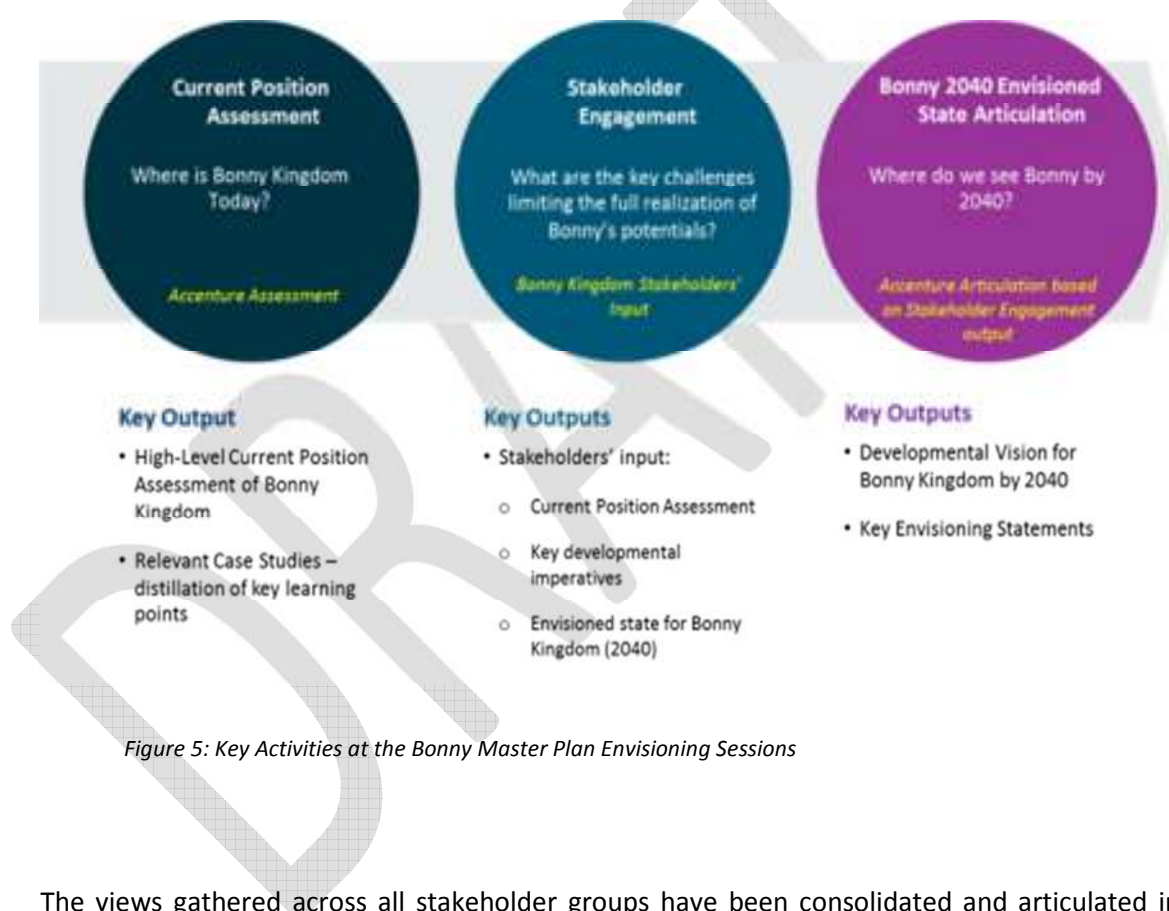 Current Position
Assessment
Where is Bonny Kingdom
Today?
Accenture Assessment
Stakeholder
Engagement
What are the key challenges
limiting the full realization of
Bonny's potentials?
Bonny Kingdom Stakeholders'
Input
Bonny 2040 Envisioned
State Articulation
Where do we see Bonny by
2040?
Accenture Articulation based
on Stakeholder Engagement
output
Key Output
• High-Level Current Position
Assessment of Bonny
Kingdom
• Relevant Case Studies –
distillation of key learning
points
Key Outputs
• Stakeholders' input:
o Current Position Assessment
o Key developmental
imperatives
o Envisioned state for Bonny
Kingdom (2040)
Key Outputs
• Developmental Vision for
Bonny Kingdom by 2040
• Key Envisioning Statements
DRAFT
Figure 5: Key Activities at the Bonny Master Plan Envisioning Sessions
The views gathered across all stakeholder groups have been consolidated and articulated i